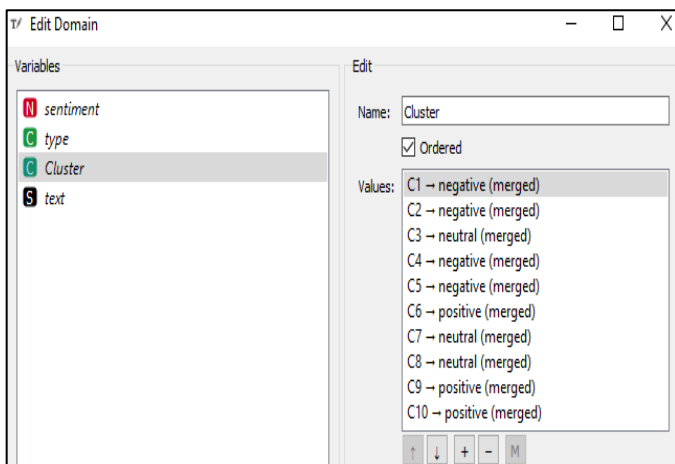 Edit Domain
Variables
N sentiment
C type
C Cluster
S text
Edit
Name: Cluster
Ordered
Values:
C1 → negative (merged)
C2 → negative (merged)
C3 → neutral (merged)
C4 → negative (merged)
C5 → negative (merged)
C6 → positive (merged)
C7 → neutral (merged)
C8 → neutral (merged)
C9 → positive (merged)
C10 → positive (merged)
↑ ↓ + − M